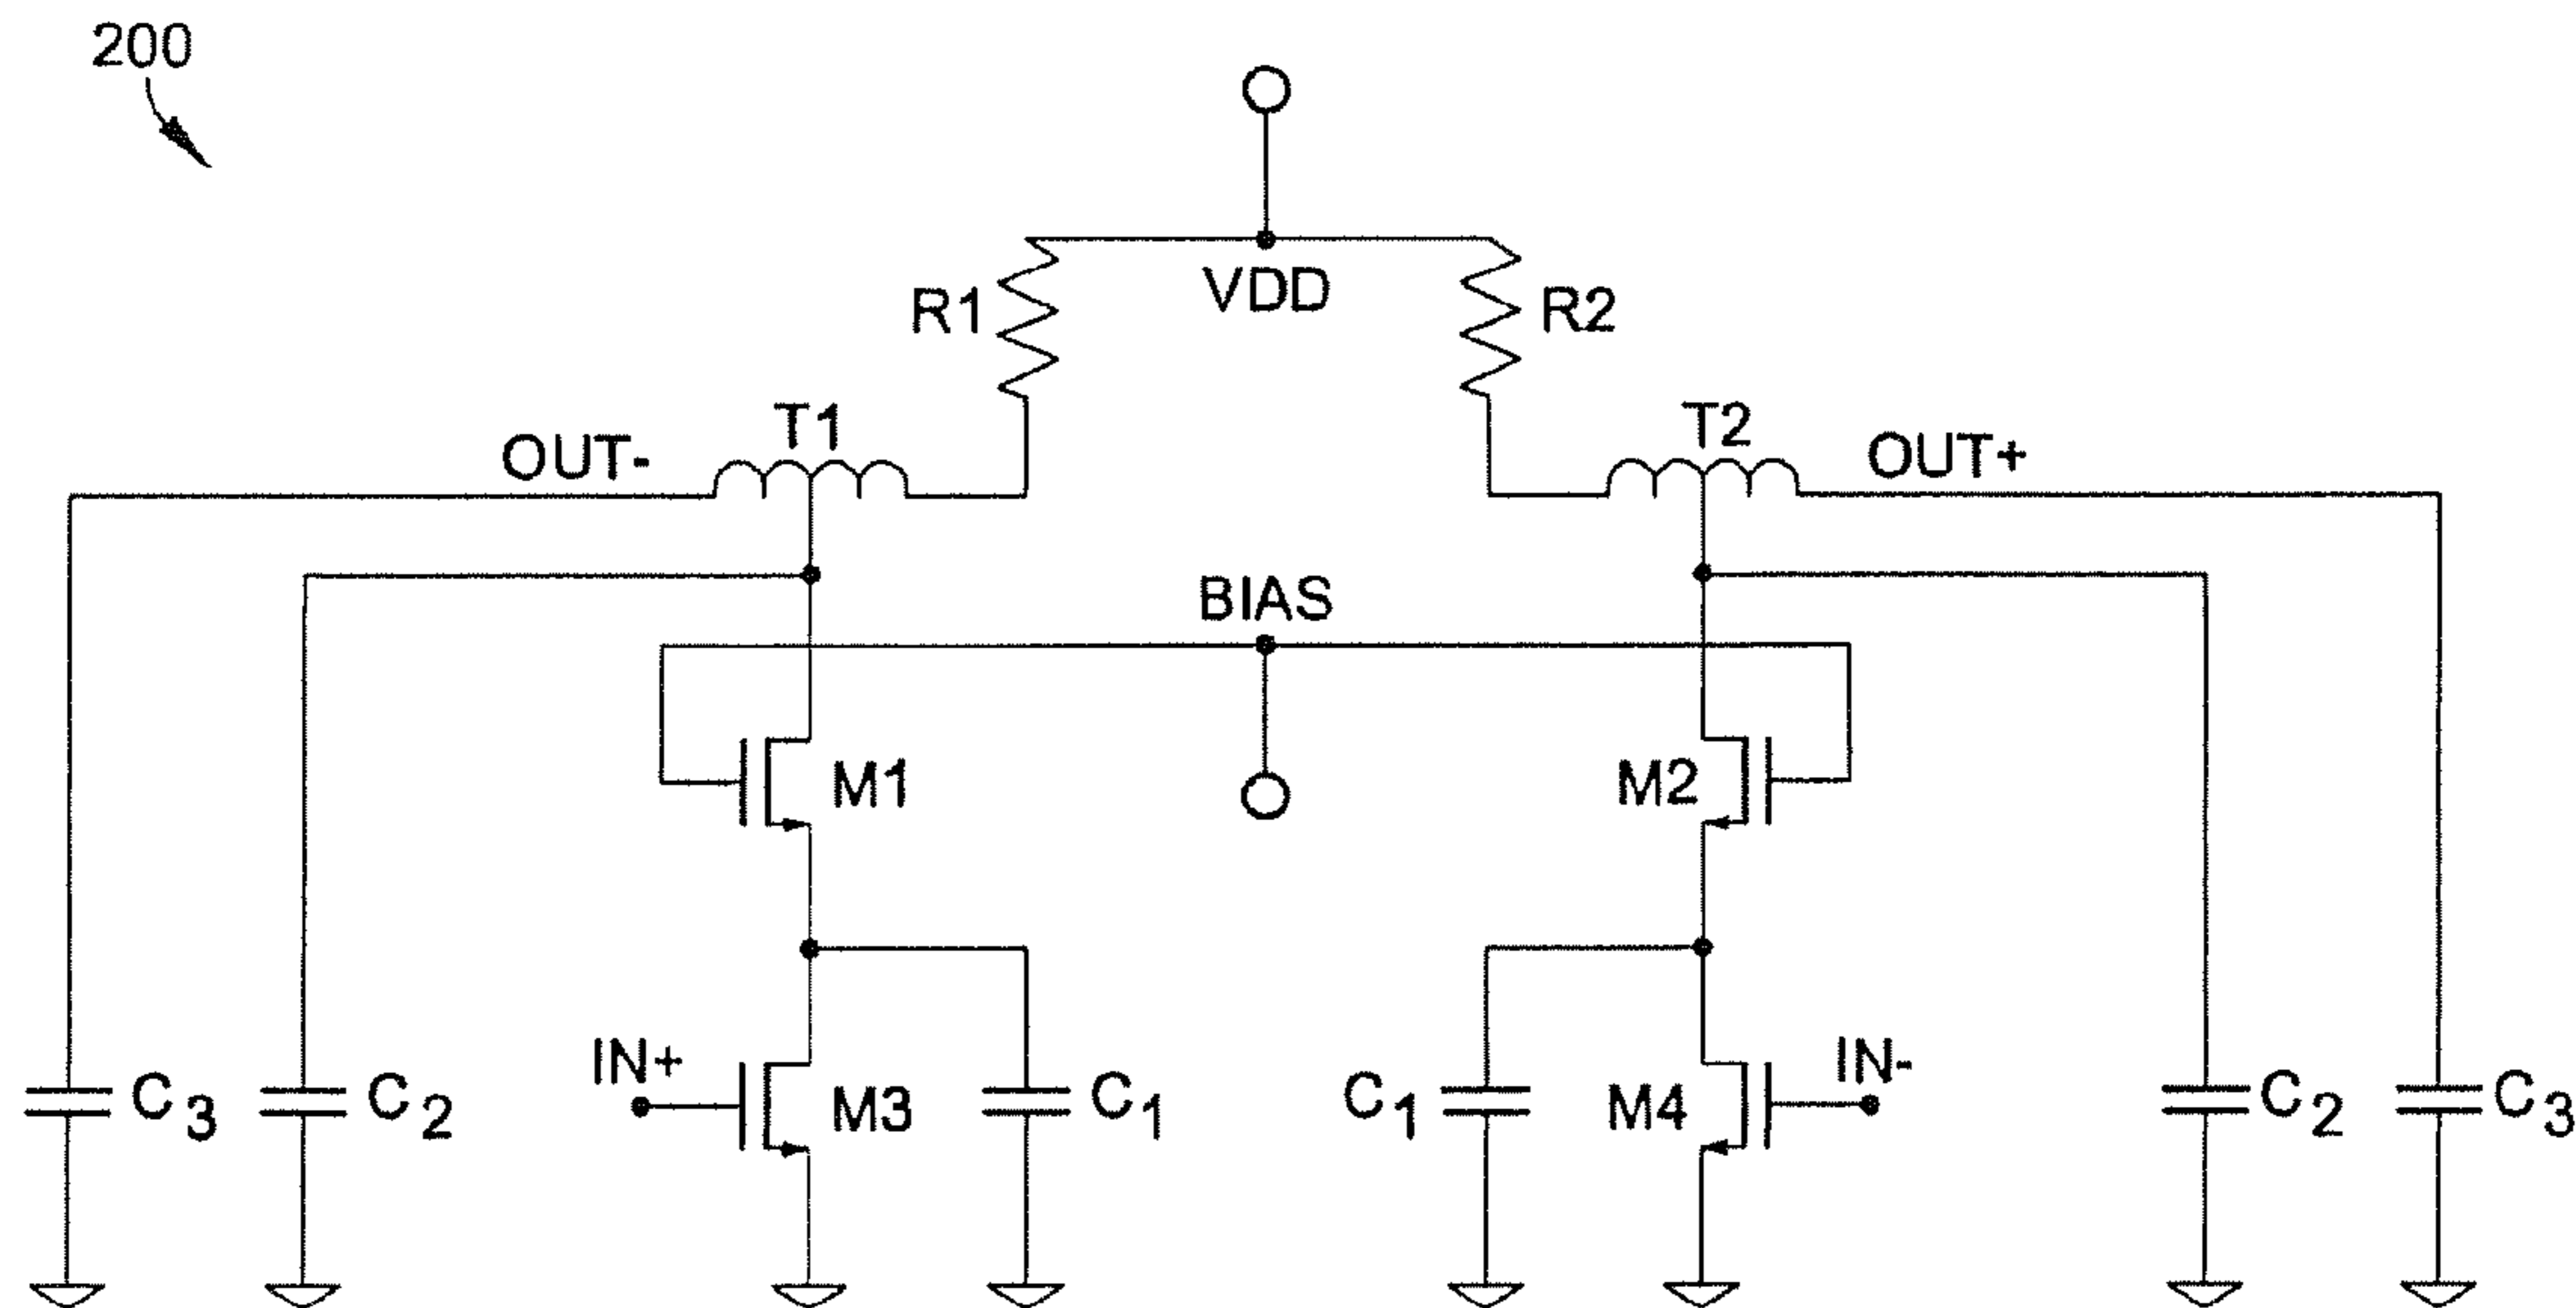 200
VDD
R1
R2
T1
T2
OUT-
OUT+
BIAS
M1
M2
IN+
IN-
C3
C2
M3
C1
C1
M4
C2
C3